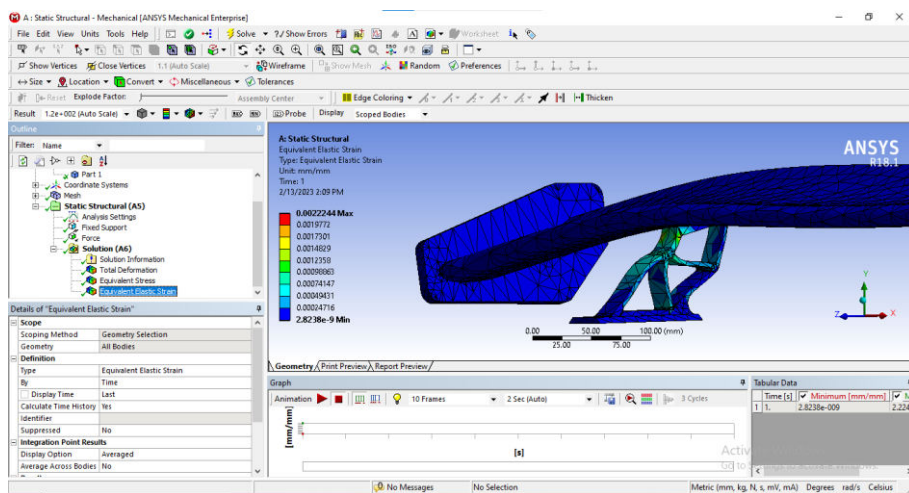 A : Static Structural - Mechanical [ANSYS Mechanical Enterprise]
File Edit View Units Tools Help Solve ?/ Show Errors Worksheet
Show Vertices Close Vertices 1.1 (Auto Scale) Wireframe Show Mesh Random Preferences
Size Location Convert Miscellaneous Tolerances
Reset Explode Factor: Assembly Center Edge Coloring Thicken
Result 1.2e+002 (Auto Scale) Probe Display Scoped Bodies
Outline
Filter: Name
Part 1
Coordinate Systems
Mesh
Static Structural (A5)
Analysis Settings
Fixed Support
Force
Solution (A6)
Solution Information
Total Deformation
Equivalent Stress
Equivalent Elastic Strain
Details of "Equivalent Elastic Strain"
Scope
Scoping Method Geometry Selection
Geometry All Bodies
Definition
Type Equivalent Elastic Strain
By Time
Display Time Last
Calculate Time History Yes
Identifier
Suppressed No
Integration Point Results
Display Option Averaged
Average Across Bodies No
A: Static Structural
Equivalent Elastic Strain
Type: Equivalent Elastic Strain
Unit: mm/mm
Time: 1
2/13/2023 2:09 PM
0.0022244 Max
0.0019772
0.0017301
0.0014829
0.0012358
0.00098863
0.00074147
0.00049431
0.00024716
2.8238e-9 Min
ANSYS
R18.1
0.00 50.00 100.00 (mm)
25.00 75.00
Y
Z X
Geometry Print Preview Report Preview
Graph
Animation 10 Frames 2 Sec (Auto) 3 Cycles
[mm/mm]
[s]
Tabular Data
Time [s] Minimum [mm/mm]
1 1. 2.8238e-009
No Messages No Selection Metric (mm, kg, N, s, mV, mA) Degrees rad/s Celsius